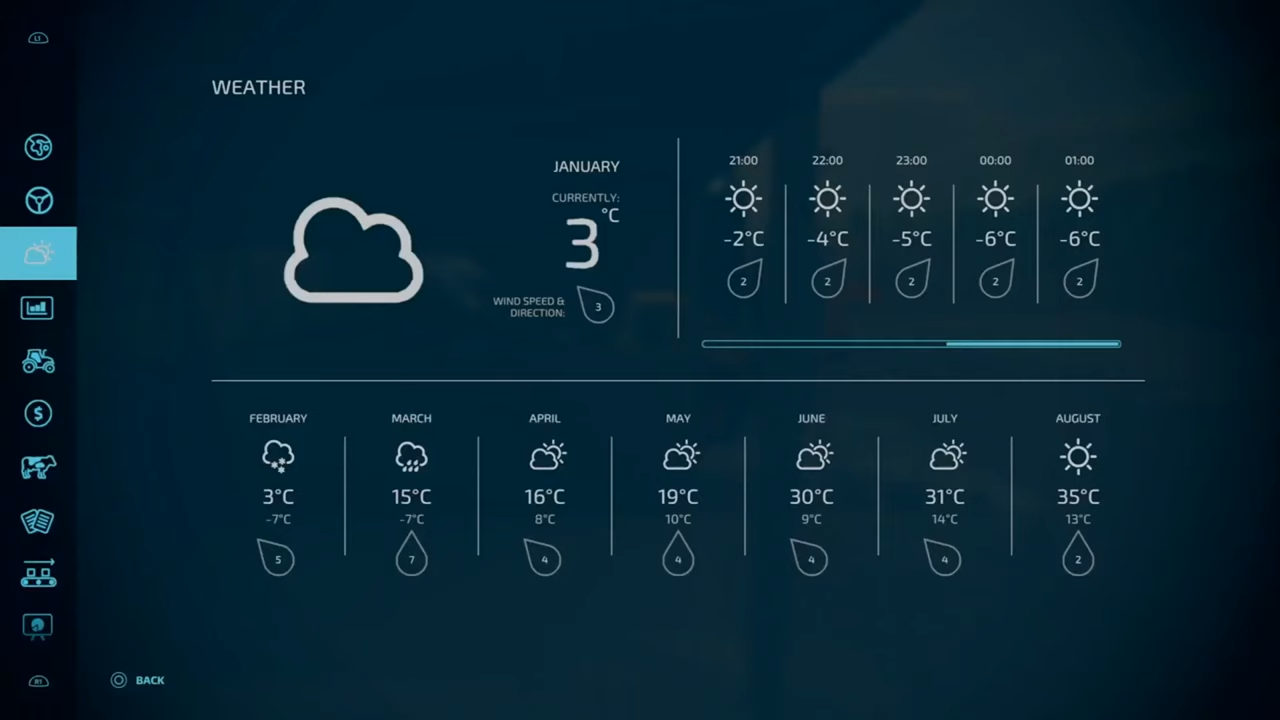 L1
WEATHER
JANUARY
CURRENTLY:
3 °C
WIND SPEED &
DIRECTION:
3
21:00 22:00 23:00 00:00 01:00
-2°C -4°C -5°C -6°C -6°C
2 2 2 2 2
FEBRUARY MARCH APRIL MAY JUNE JULY AUGUST
3°C 15°C 16°C 19°C 30°C 31°C 35°C
-7°C -7°C 8°C 10°C 9°C 14°C 13°C
5 7 4 4 4 4 2
$
R1
BACK